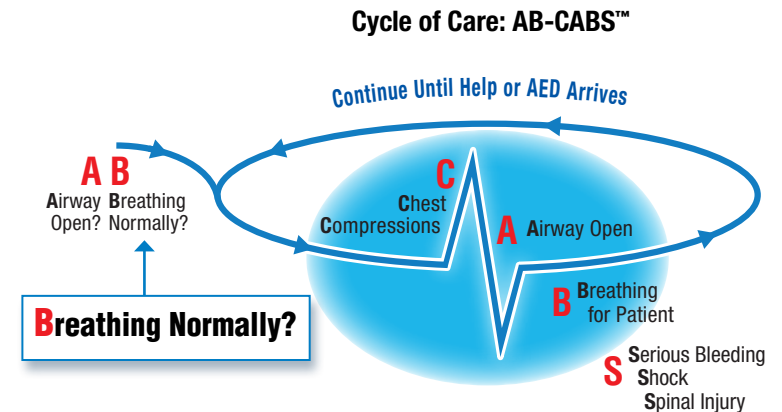 Cycle of Care: AB-CABS™
Continue Until Help or AED Arrives
A B
Airway Breathing
Open? Normally?
Breathing Normally?
C
Chest
Compressions
A Airway Open
B Breathing
for Patient
S Serious Bleeding
Shock
Spinal Injury